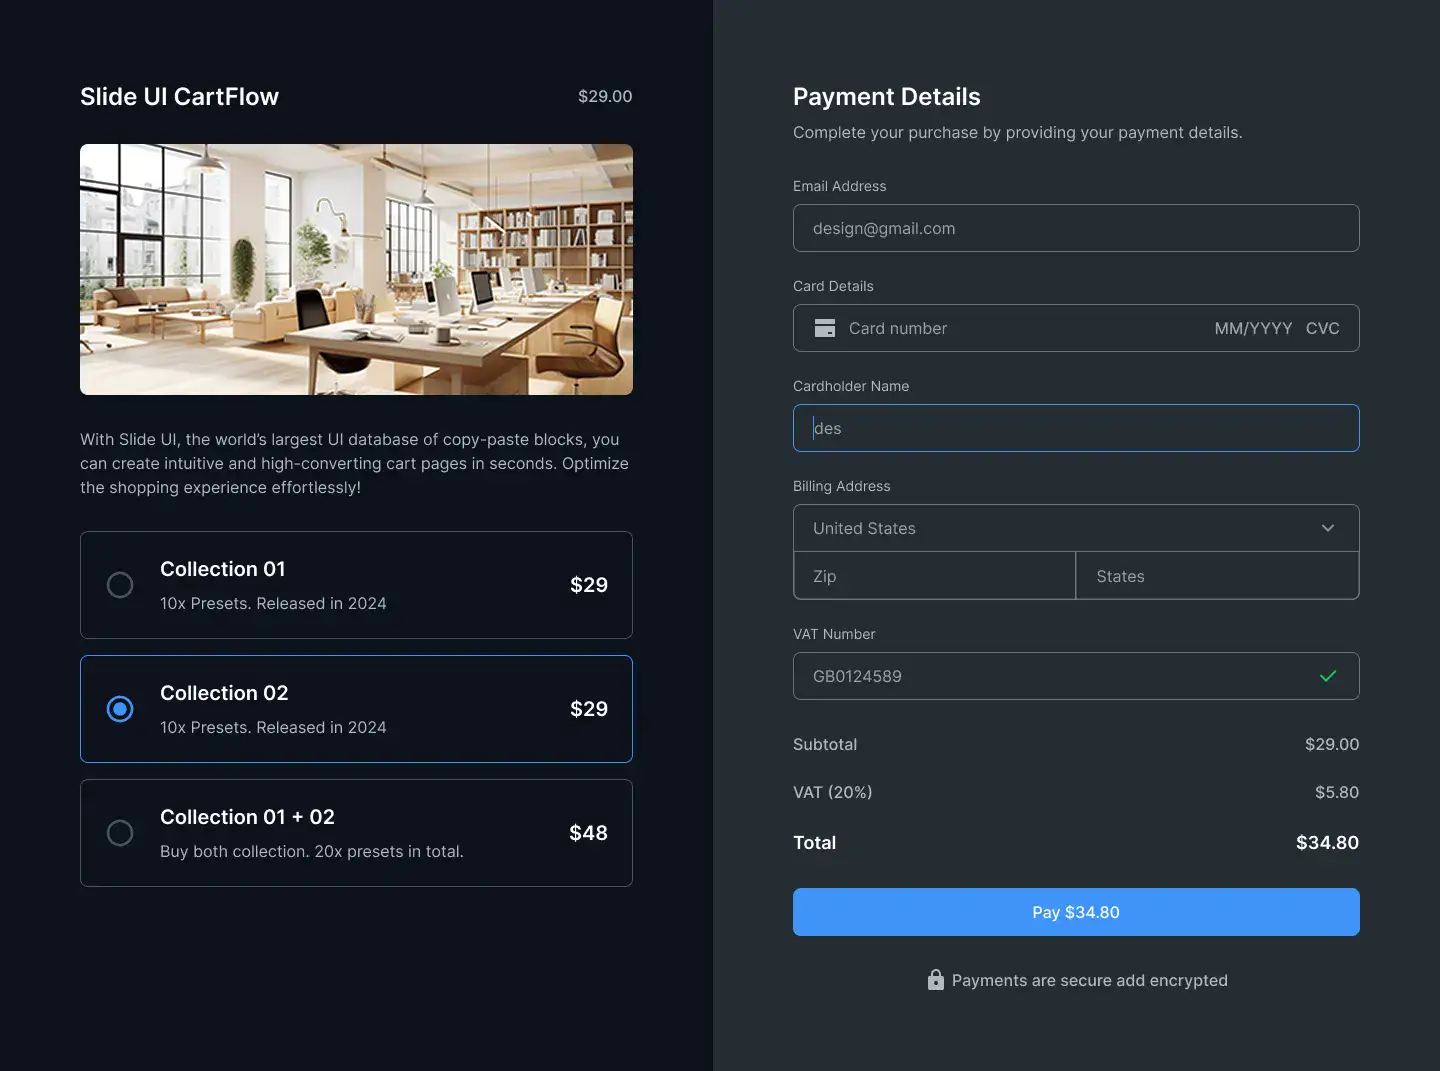 Slide UI CartFlow
$29.00
With Slide UI, the world’s largest UI database of copy-paste blocks, you
can create intuitive and high-converting cart pages in seconds. Optimize
the shopping experience effortlessly!
Collection 01
10x Presets. Released in 2024
$29
Collection 02
10x Presets. Released in 2024
$29
Collection 01 + 02
Buy both collection. 20x presets in total.
$48
Payment Details
Complete your purchase by providing your payment details.
Email Address
design@gmail.com
Card Details
Card number
MM/YYYY CVC
Cardholder Name
des
Billing Address
United States
Zip
States
VAT Number
GB0124589
Subtotal
$29.00
VAT (20%)
$5.80
Total
$34.80
Pay $34.80
Payments are secure add encrypted